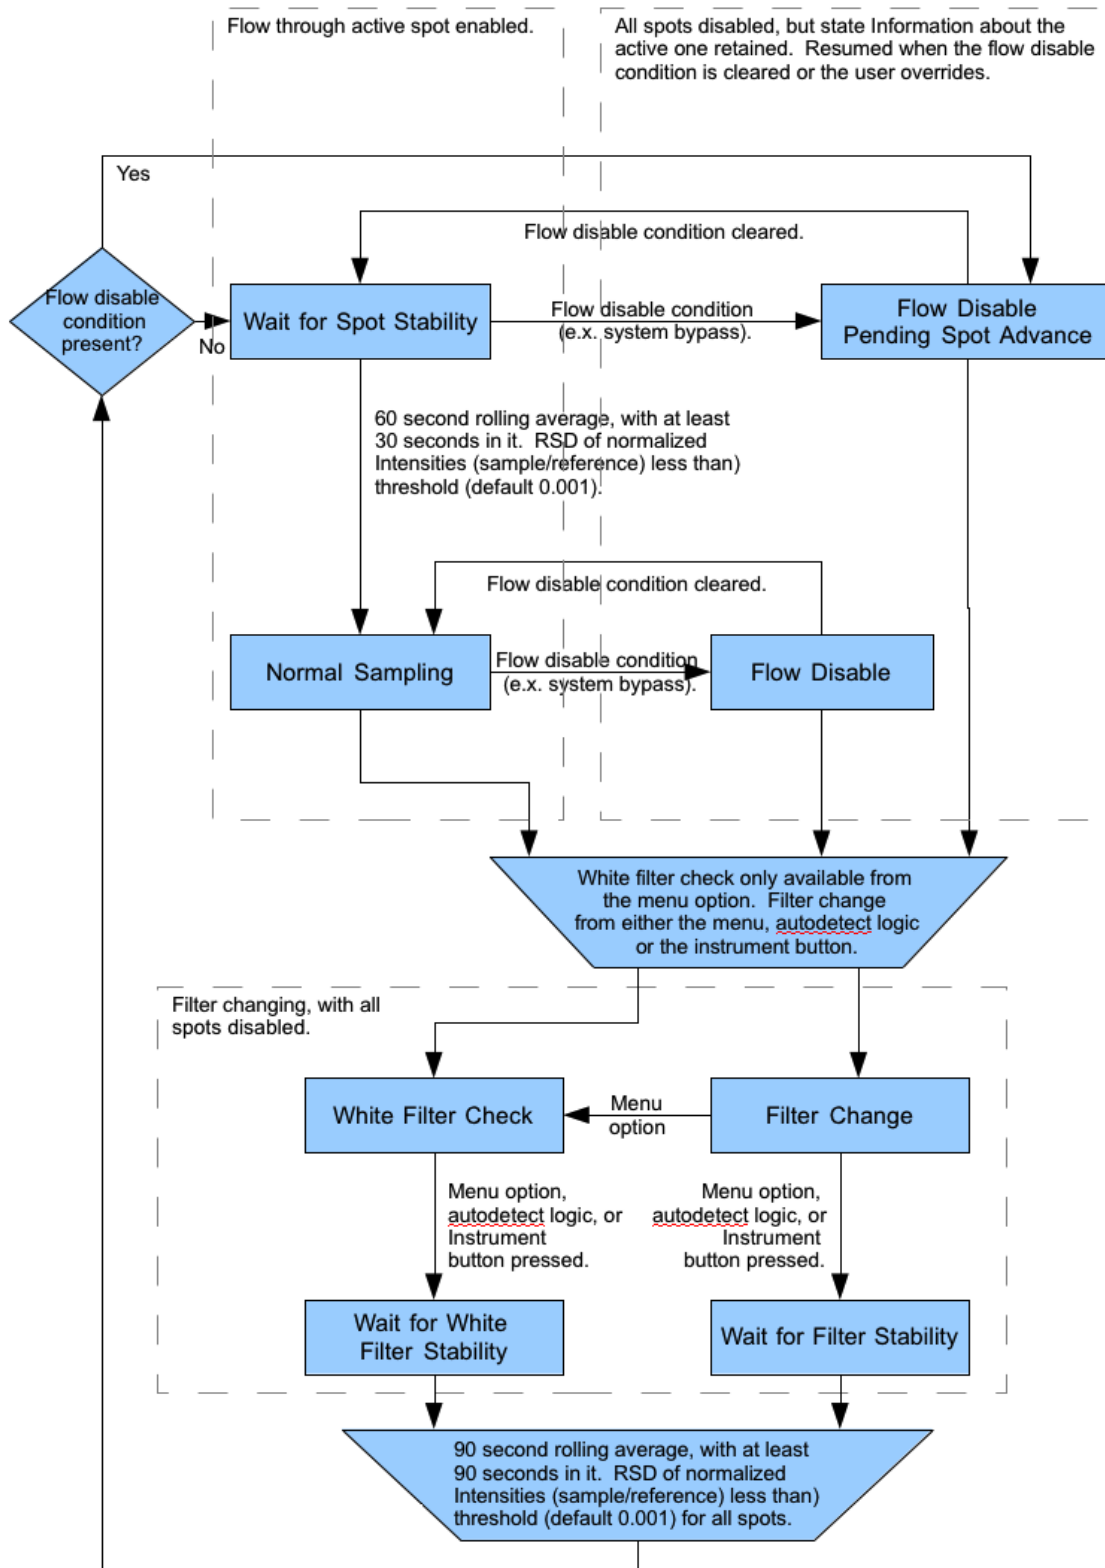 Flow through active spot enabled.
All spots disabled, but state Information about the
active one retained.  Resumed when the flow disable
condition is cleared or the user overrides.
Yes
Flow disable condition cleared.
Flow disable
condition
present?
No
Wait for Spot Stability
Flow disable condition
(e.x. system bypass).
Flow Disable
Pending Spot Advance
60 second rolling average, with at least
30 seconds in it.  RSD of normalized
Intensities (sample/reference) less than)
threshold (default 0.001).
Flow disable condition cleared.
Normal Sampling
Flow disable condition
(e.x. system bypass).
Flow Disable
White filter check only available from
the menu option.  Filter change
from either the menu, autodetect logic
or the instrument button.
Filter changing, with all
spots disabled.
White Filter Check
Menu
option
Filter Change
Menu option,
autodetect logic, or
Instrument
button pressed.
Menu option,
autodetect logic, or
Instrument
button pressed.
Wait for White
Filter Stability
Wait for Filter Stability
90 second rolling average, with at least
90 seconds in it.  RSD of normalized
Intensities (sample/reference) less than)
threshold (default 0.001) for all spots.